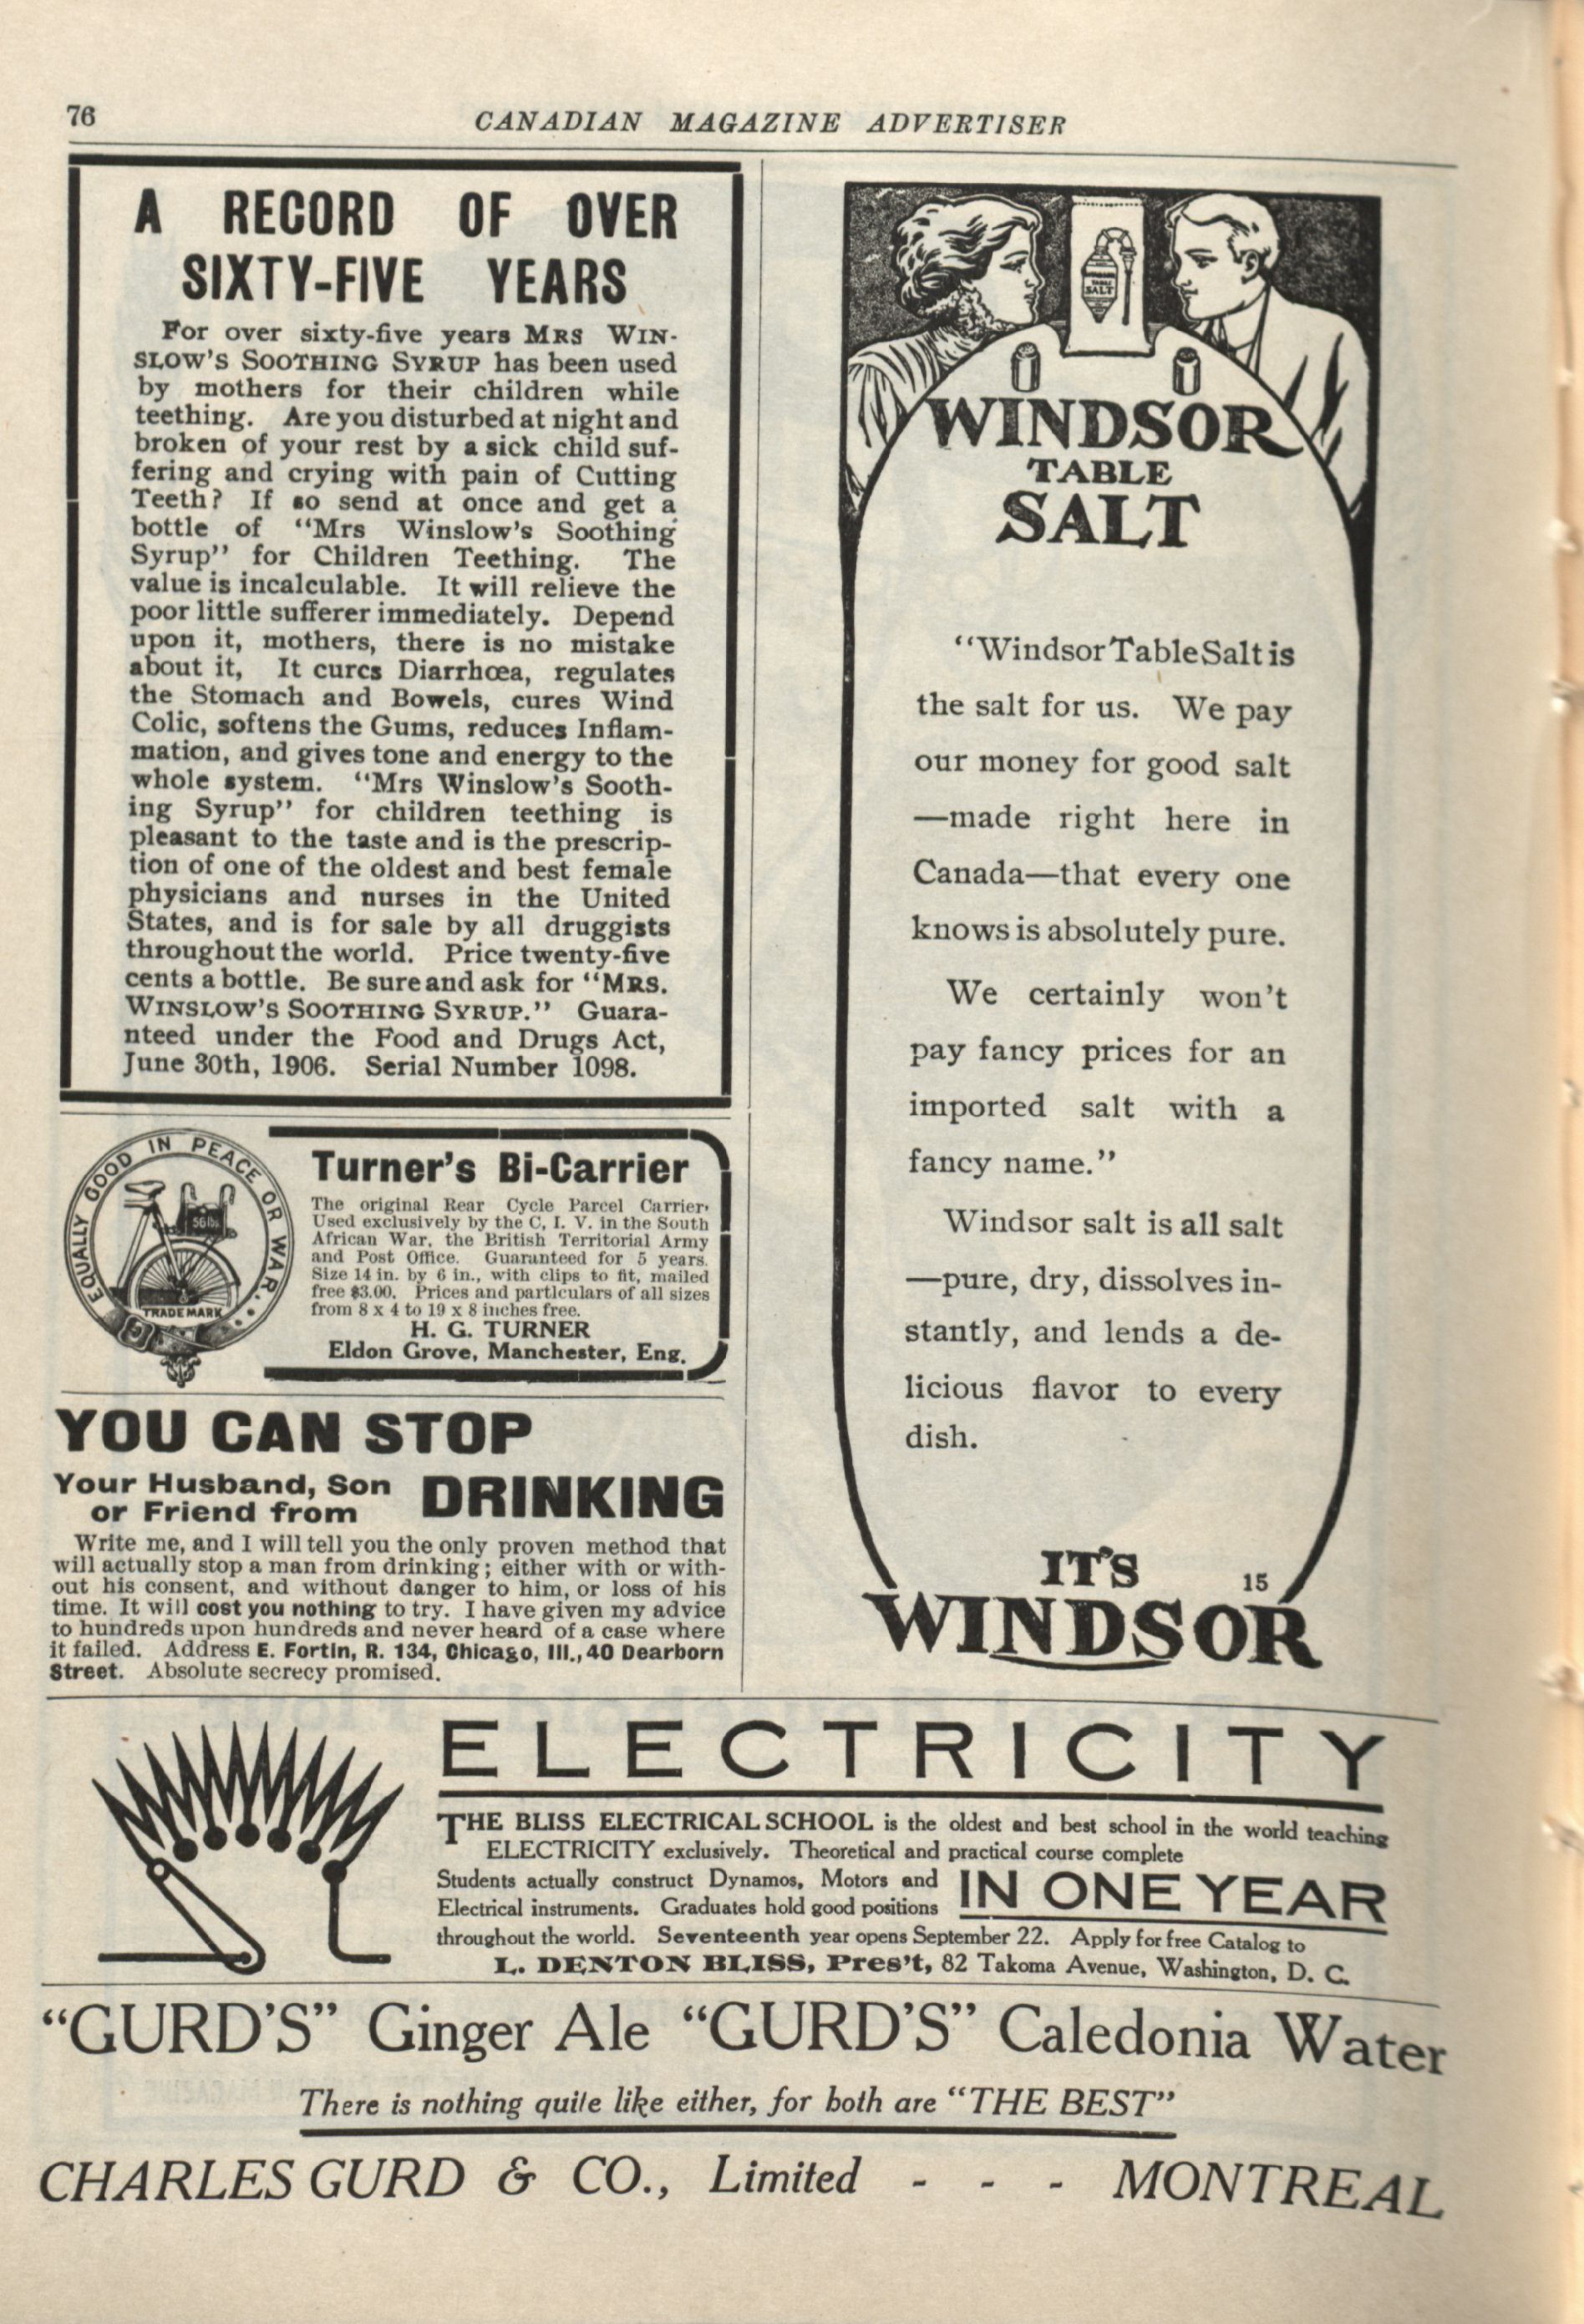 76
CANADIAN MAGAZINE ADVERTISER
A RECORD OF OVER
SIXTY-FIVE YEARS
For over sixty-five years MRS WIN-
SLOW'S SOOTHING SYRUP has been used
by mothers for their children while
teething. Are you disturbed at night and
broken of your rest by a sick child suf-
fering and crying with pain of Cutting
Teeth? If so send at once and get a
bottle of "Mrs Winslow's Soothing
Syrup" for Children Teething. The
value is incalculable. It will relieve the
poor little sufferer immediately. Depend
upon it, mothers, there is no mistake
about it, It cures Diarrhœa, regulates
the Stomach and Bowels, cures Wind
Colic, softens the Gums, reduces Inflam-
mation, and gives tone and energy to the
whole system. "Mrs Winslow's Sooth-
ing Syrup" for children teething is
pleasant to the taste and is the prescrip-
tion of one of the oldest and best female
physicians and nurses in the United
States, and is for sale by all druggists
throughout the world. Price twenty-five
cents a bottle. Be sure and ask for "MRS.
WINSLOW'S SOOTHING SYRUP." Guara-
nteed under the Food and Drugs Act,
June 30th, 1906. Serial Number 1098.
EQUALLY GOOD IN PEACE OR WAR.
56 lbs
TRADE MARK
Turner's Bi-Carrier
The original Rear Cycle Parcel Carrier.
Used exclusively by the C. I. V. in the South
African War, the British Territorial Army
and Post Office. Guaranteed for 5 years.
Size 14 in. by 6 in., with clips to fit, mailed
free $3.00. Prices and particulars of all sizes
from 8 x 4 to 19 x 8 inches free.
H. G. TURNER
Eldon Grove, Manchester, Eng.
YOU CAN STOP
Your Husband, Son
or Friend from DRINKING
Write me, and I will tell you the only proven method that
will actually stop a man from drinking; either with or with-
out his consent, and without danger to him, or loss of his
time. It will cost you nothing to try. I have given my advice
to hundreds upon hundreds and never heard of a case where
it failed. Address E. Fortin, R. 134, Chicago, Ill., 40 Dearborn
Street. Absolute secrecy promised.
TABLE
SALT
WINDSOR
TABLE
SALT
"Windsor Table Salt is
the salt for us. We pay
our money for good salt
—made right here in
Canada—that every one
knows is absolutely pure.
We certainly won't
pay fancy prices for an
imported salt with a
fancy name."
Windsor salt is all salt
—pure, dry, dissolves in-
stantly, and lends a de-
licious flavor to every
dish.
IT'S
15
WINDSOR
ELECTRICITY
THE BLISS ELECTRICAL SCHOOL is the oldest and best school in the world teaching
ELECTRICITY exclusively. Theoretical and practical course complete
Students actually construct Dynamos, Motors and
Electrical instruments. Graduates hold good positions
IN ONE YEAR
throughout the world. Seventeenth year opens September 22. Apply for free Catalog to
L. DENTON BLISS, Pres't, 82 Takoma Avenue, Washington, D. C.
"GURD'S" Ginger Ale "GURD'S" Caledonia Water
There is nothing quite like either, for both are "THE BEST"
CHARLES GURD & CO., Limited - - - MONTREAL